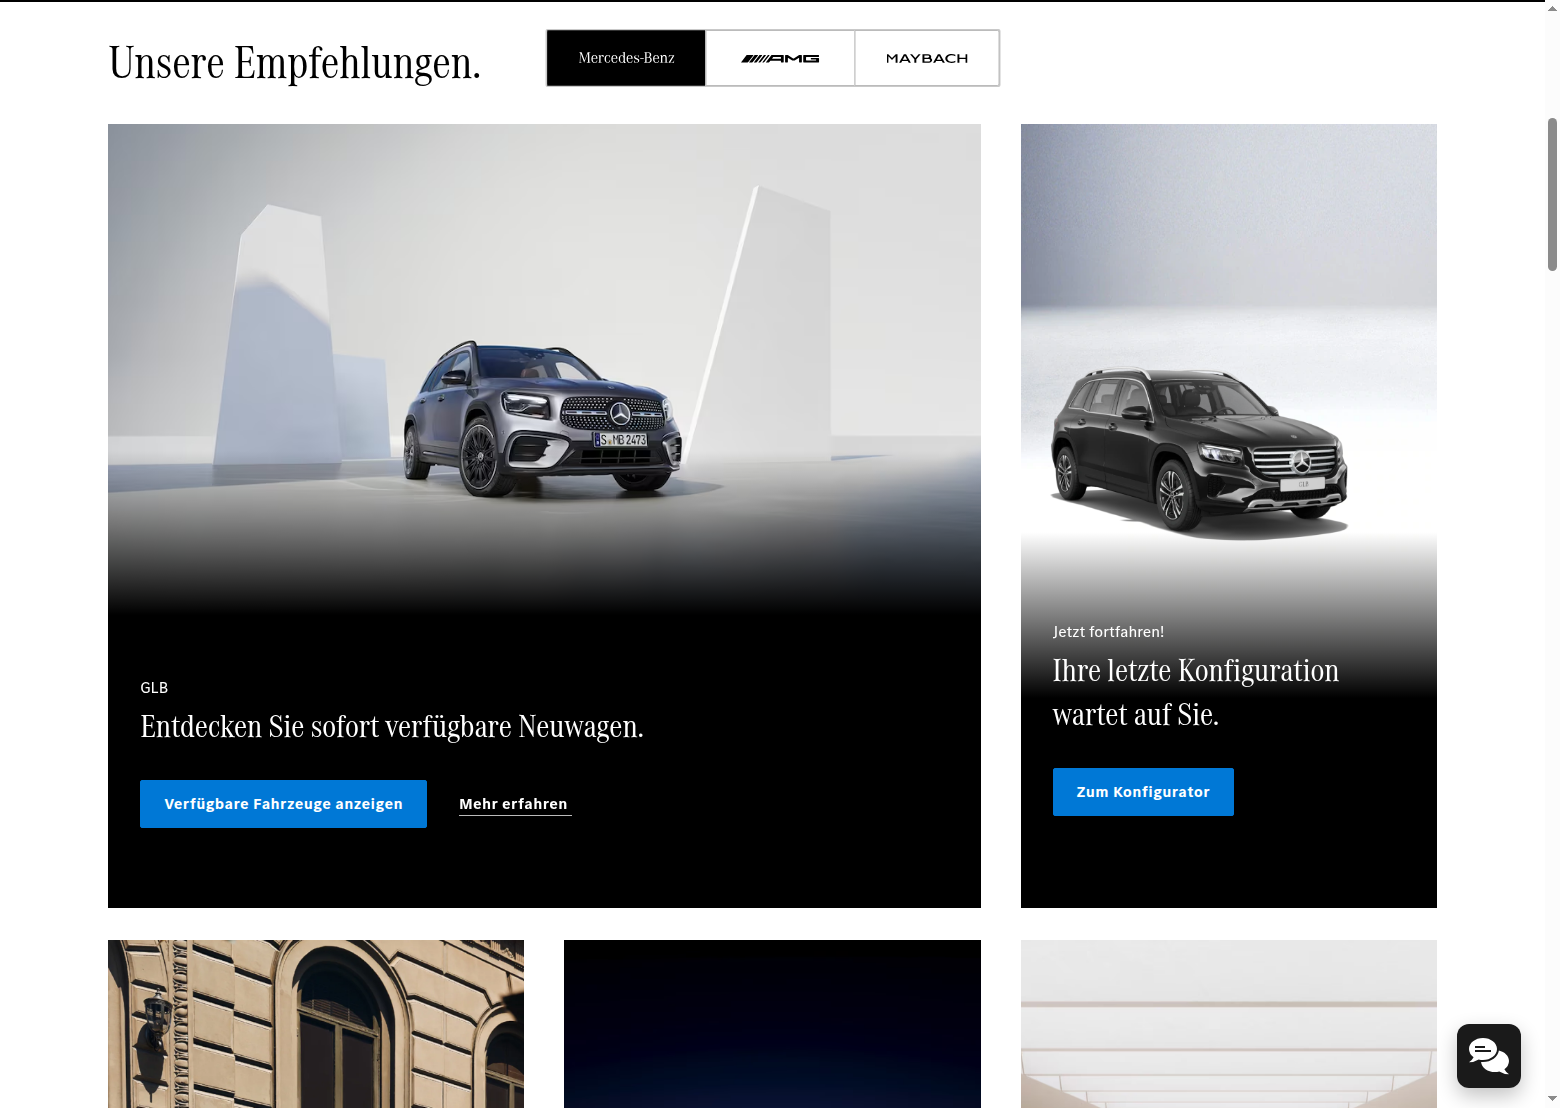 Unsere Empfehlungen.
Mercedes-Benz
AMG
MAYBACH
S MB 2473
GLB
GLB
Entdecken Sie sofort verfügbare Neuwagen.
Verfügbare Fahrzeuge anzeigen
Mehr erfahren
Jetzt fortfahren!
Ihre letzte Konfiguration
wartet auf Sie.
Zum Konfigurator